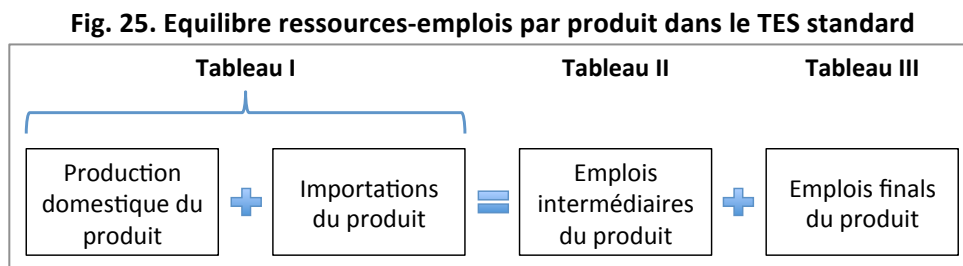 Fig. 25. Equilibre ressources-emplois par produit dans le TES standard
Tableau I
Tableau II
Tableau III
Production
domestique du
produit
+
Importations
du produit
=
Emplois
intermédiaires
du produit
+
Emplois finals
du produit